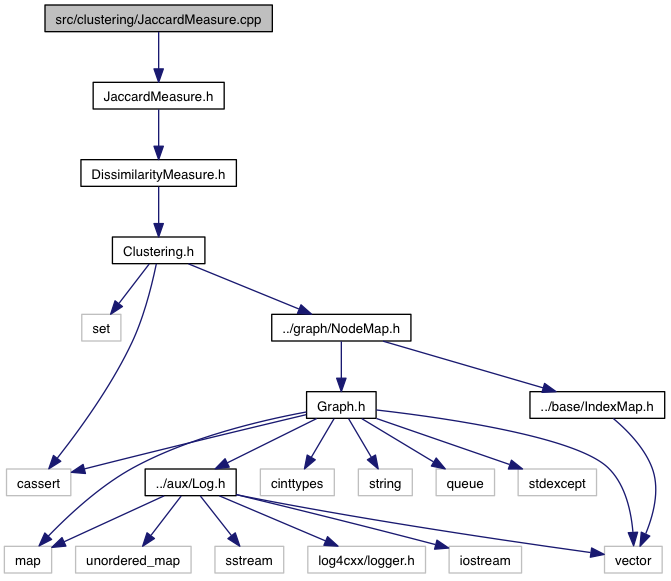 src/clustering/JaccardMeasure.cpp
JaccardMeasure.h
DissimilarityMeasure.h
Clustering.h
set
../graph/NodeMap.h
Graph.h
../base/IndexMap.h
cassert
../aux/Log.h
cinttypes
string
queue
stdexcept
map
unordered_map
sstream
log4cxx/logger.h
iostream
vector